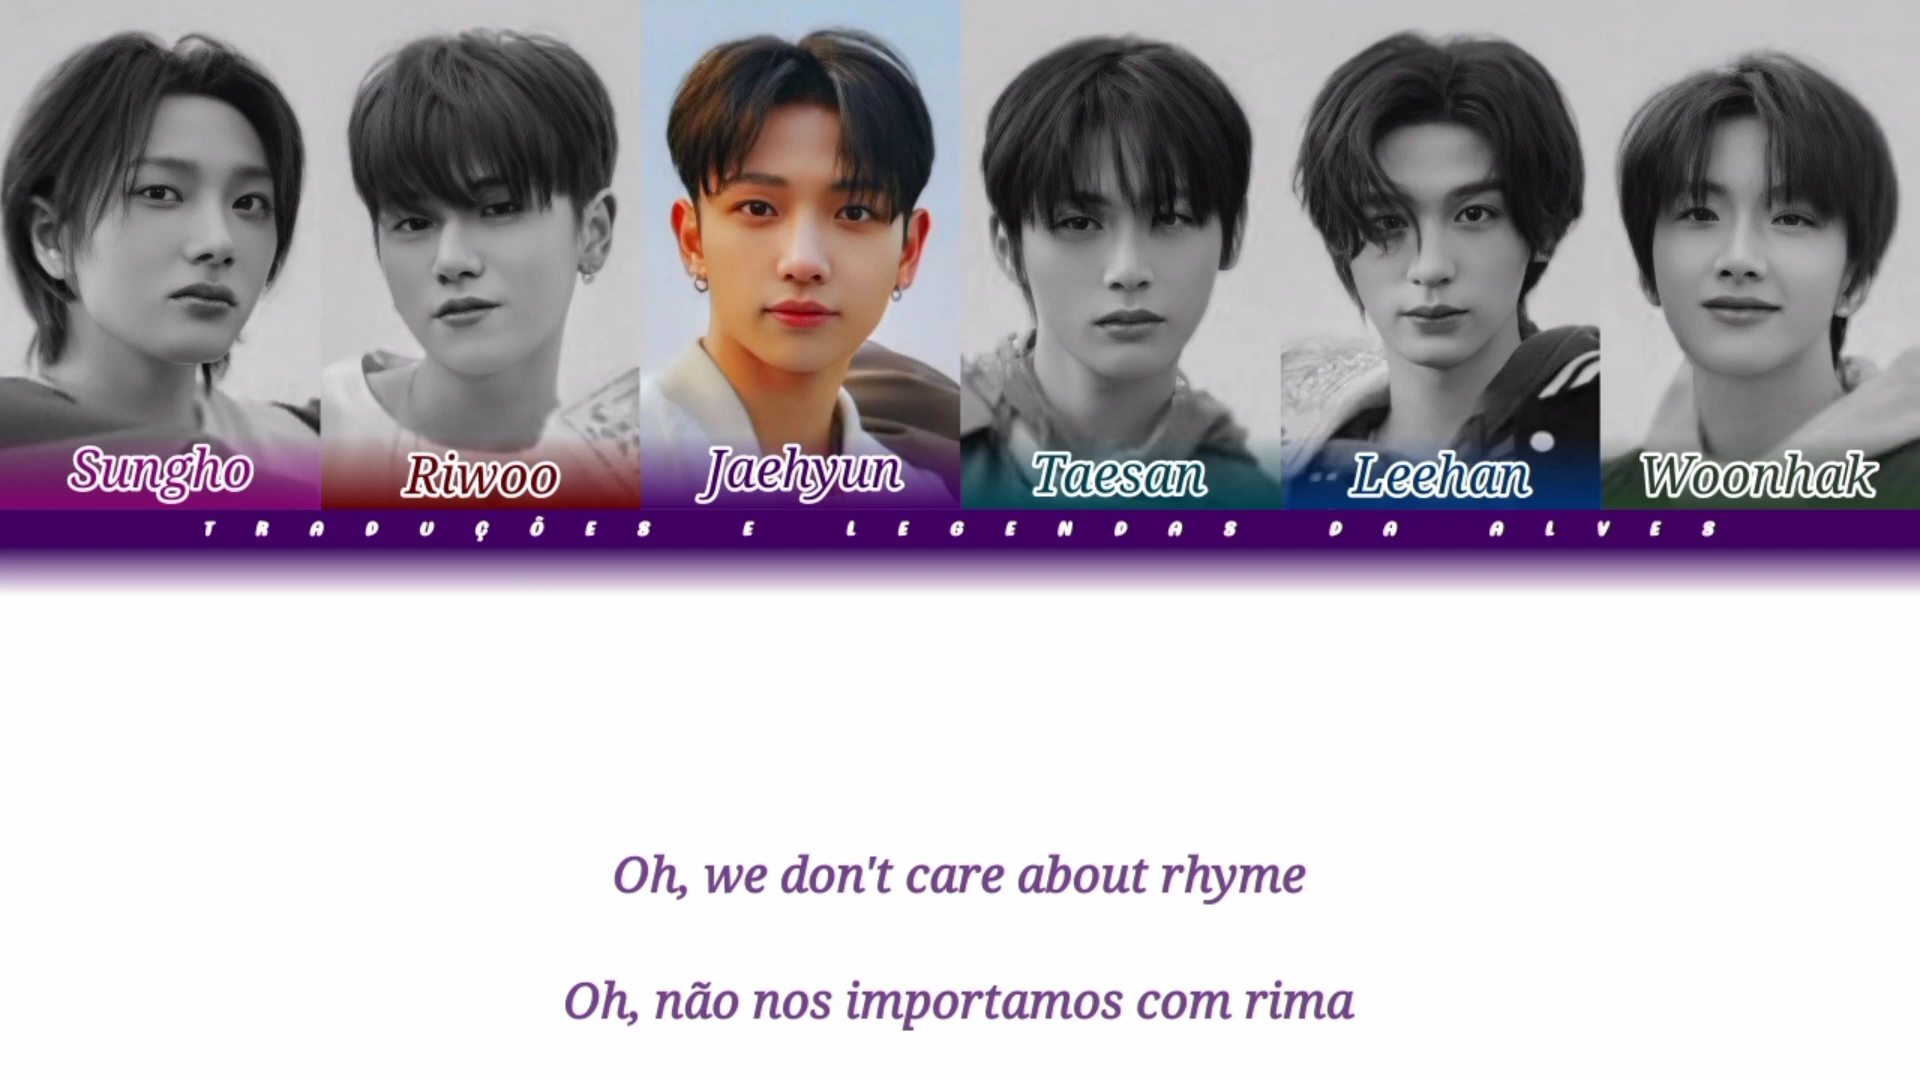 Sungho Riwoo Jaehyun Taesan Leehan Woonhak
TRADUÇÕES E LEGENDAS DA ALVES
Oh, we don't care about rhyme
Oh, não nos importamos com rima